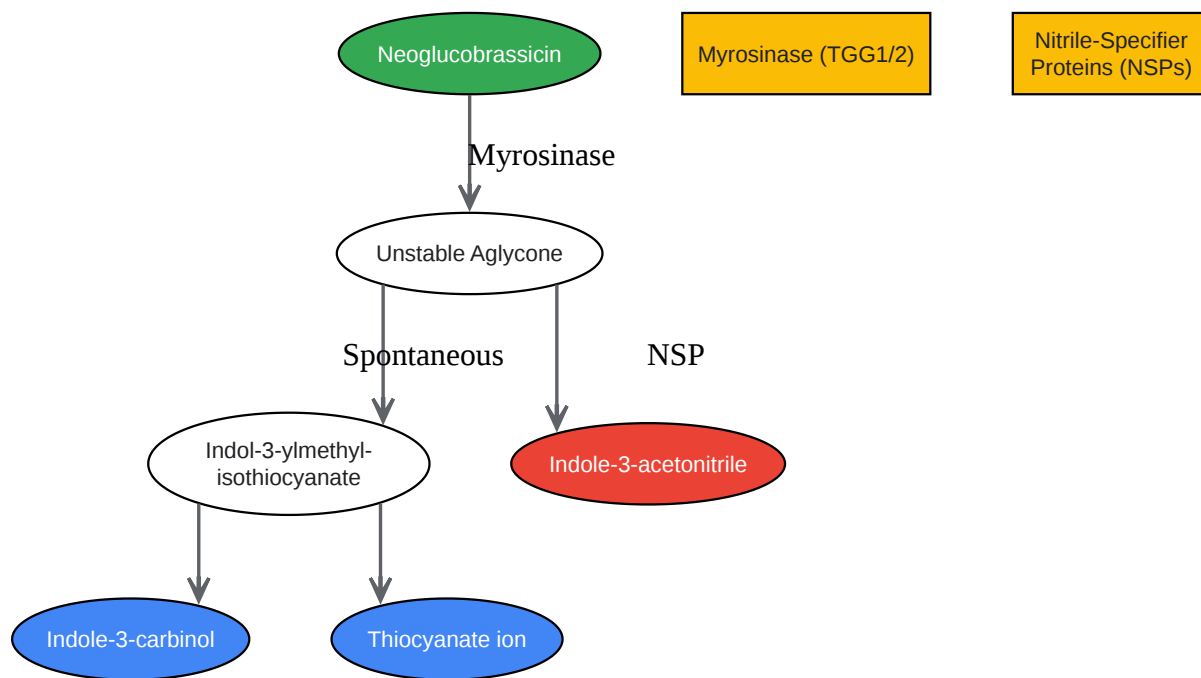 Neoglucobrassicin
Myrosinase (TGG1/2)
Nitrile-Specifier
Proteins (NSPs)
Myrosinase
Unstable Aglycone
Spontaneous
NSP
Indol-3-ylmethyl-
isothiocyanate
Indole-3-acetonitrile
Indole-3-carbinol
Thiocyanate ion